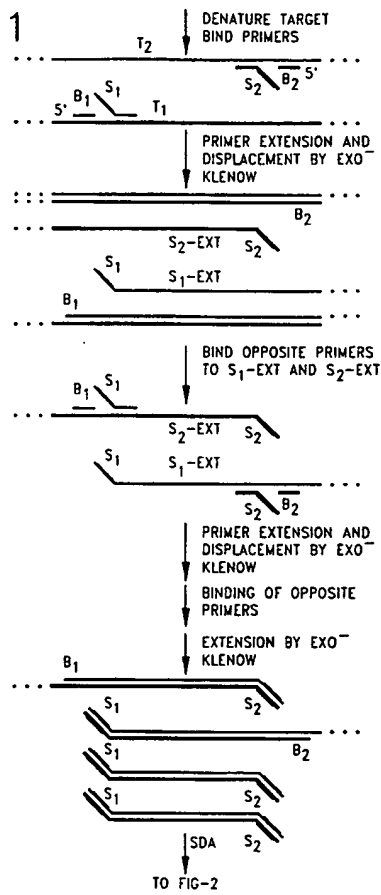 1
DENATURE TARGET
BIND PRIMERS
T2
S2 B2 5'
S1
5' B1 T1
PRIMER EXTENSION AND
DISPLACEMENT BY EXO⁻
KLENOW
B2
S2-EXT S2
S1 S1-EXT
B1
BIND OPPOSITE PRIMERS
TO S1-EXT AND S2-EXT
B1 S1
S2-EXT S2
S1 S1-EXT
S2 B2
PRIMER EXTENSION AND
DISPLACEMENT BY EXO⁻
KLENOW
BINDING OF OPPOSITE
PRIMERS
EXTENSION BY EXO⁻
KLENOW
B1
S1 S2
S1 B2
S1 S2
S2
SDA
TO FIG-2